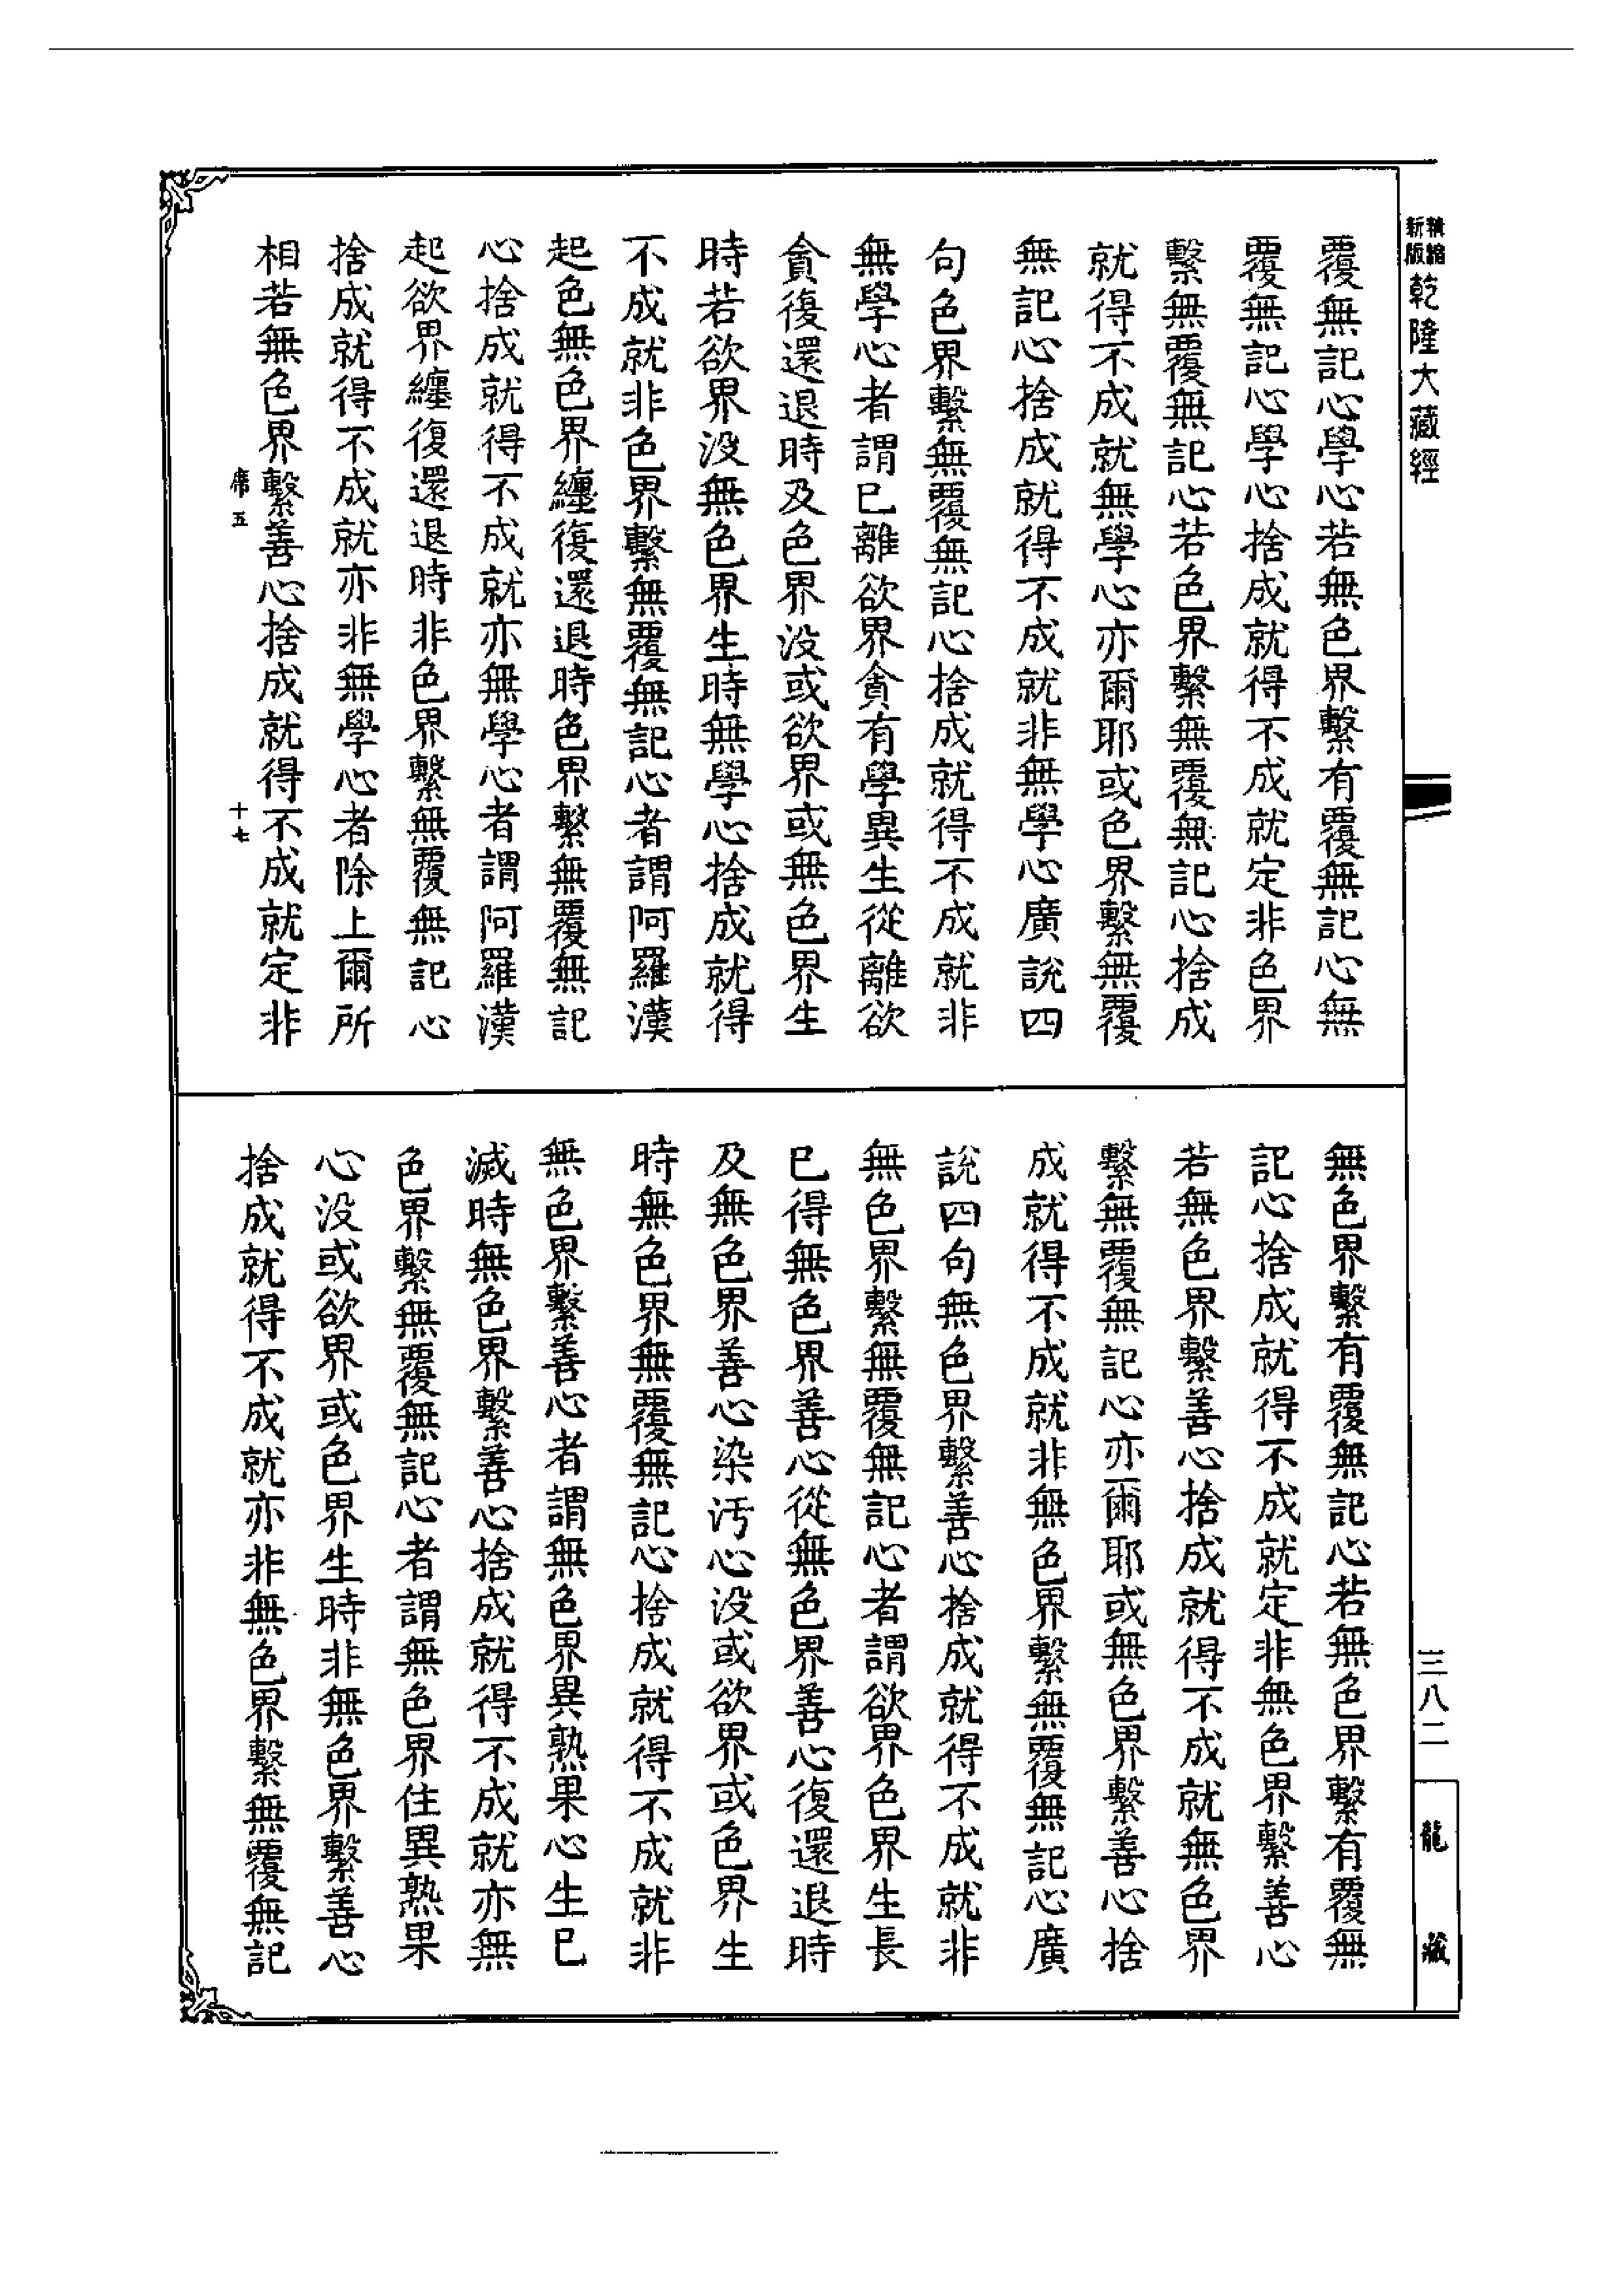 精縮
新版
乾隆大藏經
覆無記心學心若無色界繫有覆無記心無
覆無記心學心捨成就得不成就定非色界
繫無覆無記心若色界繫無覆無記心捨成
就得不成就無學心亦爾耶或色界繫無覆
無記心捨成就得不成就非無學心廣說四
句色界繫無覆無記心捨成就得不成就非
無學心者謂已離欲界貪有學異生從離欲
貪復還退時及色界沒或欲界或無色界生
時若欲界沒無色界生時無學心捨成就得
不成就非色界繫無覆無記心者謂阿羅漢
起色無色界纏復還退時色界繫無覆無記
心捨成就得不成就亦無學心者謂阿羅漢
起欲界纏復還退時非色界繫無覆無記心
捨成就得不成就亦非無學心者除上爾所
相若無色界繫善心捨成就得不成就定非
席五
十七
無色界繫有覆無記心若無色界繫有覆無
記心捨成就得不成就定非無色界繫善心
若無色界繫善心捨成就得不成就無色界
繫無覆無記心亦爾耶或無色界繫善心捨
成就得不成就非無色界繫無覆無記心廣
說四句無色界繫善心捨成就得不成就非
無色界繫無覆無記心者謂欲界色界生長
已得無色界善心從無色界善心復還退時
及無色界善心染汚心沒或欲界或色界生
時無色界無覆無記心捨成就得不成就非
無色界繫善心者謂無色界異熟果心生已
滅時無色界繫善心捨成就得不成就亦無
色界繫無覆無記心者謂無色界住異熟果
心沒或欲界或色界生時非無色界繫善心
捨成就得不成就亦非無色界繫無覆無記
三八二
龍藏